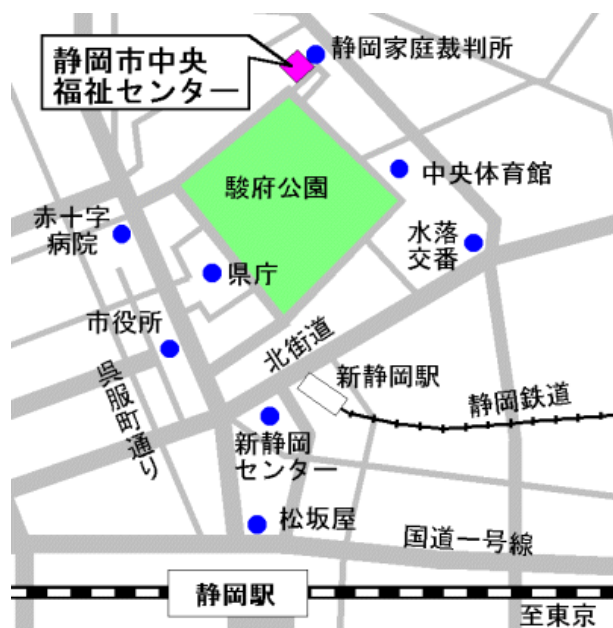 静岡市中央
福祉センター
静岡家庭裁判所
駿府公園
中央体育館
赤十字
病院
水落
交番
県庁
市役所
北街道
呉服町通り
新静岡駅
静岡鉄道
新静岡
センター
松坂屋
国道一号線
静岡駅
至東京